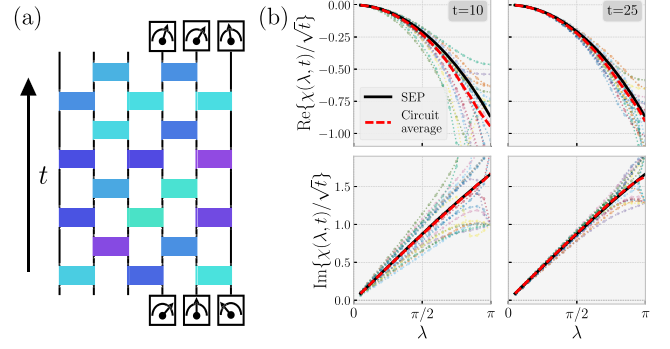 (a)
t
(b)
t=10
t=25
Re{χ(λ, t)/√t}
0.00
−0.25
−0.50
−0.75
−1.00
SEP
Circuit
average
Im{χ(λ, t)/√t}
1.5
1.0
0.5
0.0
0
π/2
π
λ
0
π/2
π
λ